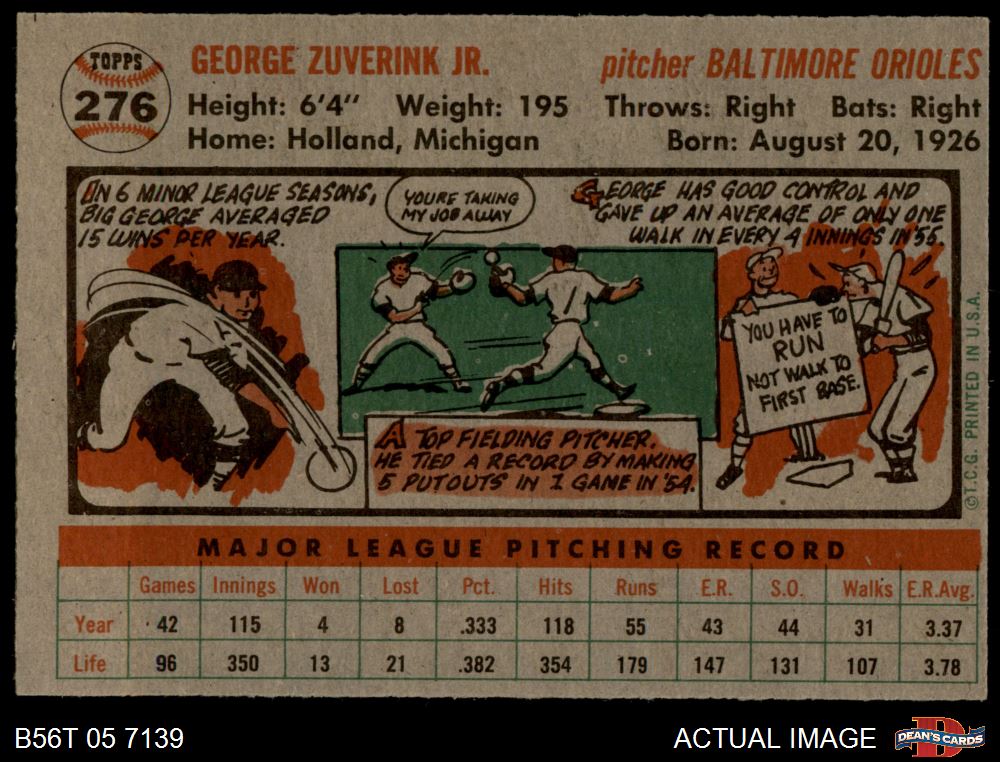 TOPPS
276
GEORGE ZUVERINK JR.
pitcher BALTIMORE ORIOLES
Height: 6'4" Weight: 195 Throws: Right Bats: Right
Home: Holland, Michigan Born: August 20, 1926
IN 6 MINOR LEAGUE SEASONS,
BIG GEORGE AVERAGED
15 WINS PER YEAR.
YOURE TAKING
MY JOB AWAY
GEORGE HAS GOOD CONTROL AND
GAVE UP AN AVERAGE OF ONLY ONE
WALK IN EVERY 4 INNINGS IN '55.
YOU HAVE TO
RUN
NOT WALK TO
FIRST BASE.
A TOP FIELDING PITCHER.
HE TIED A RECORD BY MAKING
5 PUTOUTS IN 1 GAME IN '54.
©T.C.G. PRINTED IN U.S.A.
MAJOR LEAGUE PITCHING RECORD
Games Innings Won Lost Pct. Hits Runs E.R. S.O. Walks E.R.Avg.
Year 42 115 4 8 .333 118 55 43 44 31 3.37
Life 96 350 13 21 .382 354 179 147 131 107 3.78
B56T 05 7139
ACTUAL IMAGE
DEAN'S CARDS